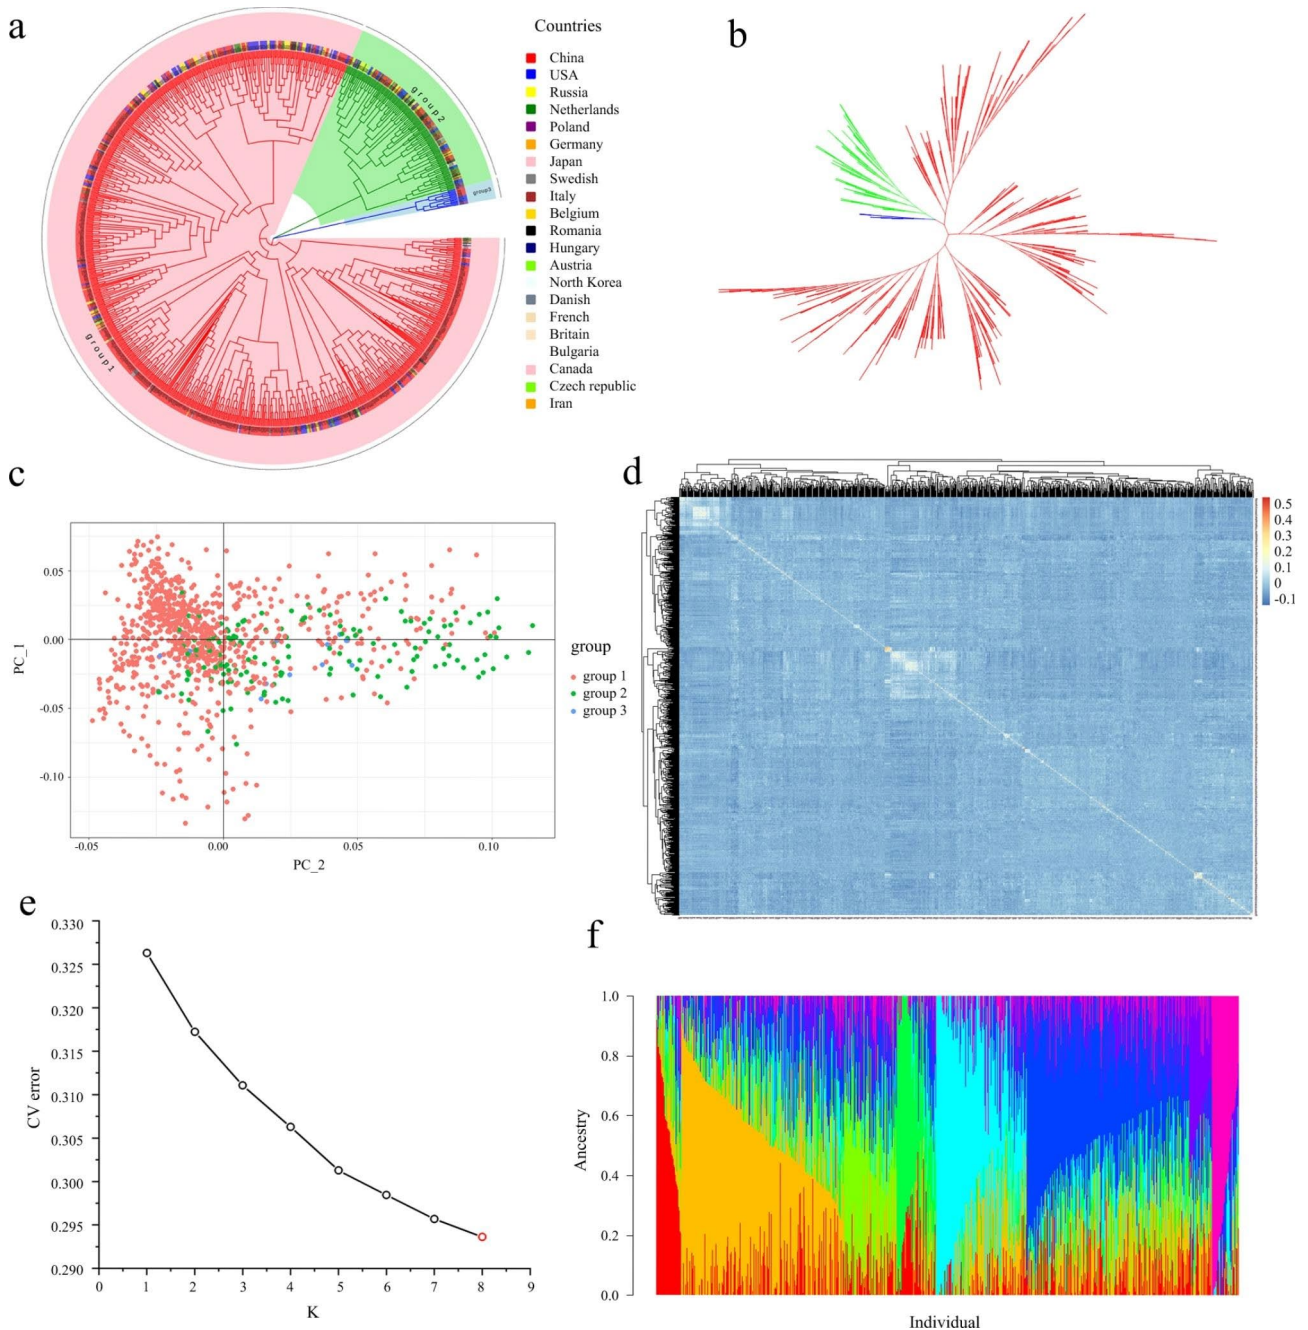 a
Countries
China
USA
Russia
Netherlands
Poland
Germany
Japan
Swedish
Italy
Belgium
Romania
Hungary
Austria
North Korea
Danish
French
Britain
Bulgaria
Canada
Czech republic
Iran
group1
group2
group3
b
c
PC_1
0.05
0.00
-0.05
-0.10
-0.05
0.00
0.05
0.10
PC_2
group
group 1
group 2
group 3
d
0.5
0.4
0.3
0.2
0.1
0
-0.1
e
CV error
0.330
0.325
0.320
0.315
0.310
0.305
0.300
0.295
0.290
0 1 2 3 4 5 6 7 8 9
K
f
Ancestry
1.0
0.8
0.6
0.4
0.2
0.0
Individual